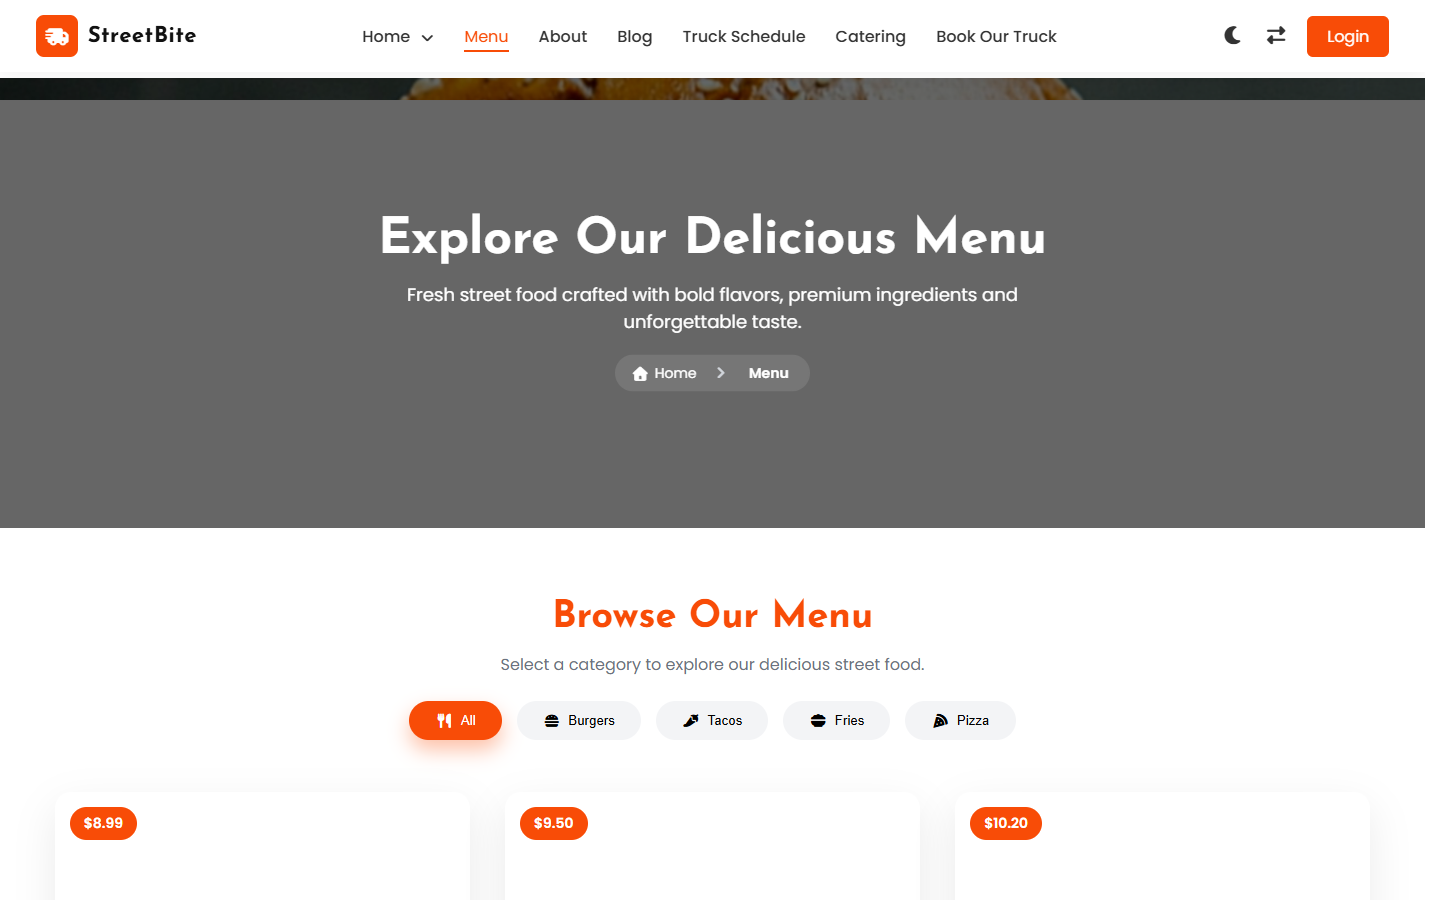 StreetBite
Home Menu About Blog Truck Schedule Catering Book Our Truck Login
Explore Our Delicious Menu
Fresh street food crafted with bold flavors, premium ingredients and
unforgettable taste.
Home Menu
Browse Our Menu
Select a category to explore our delicious street food.
All Burgers Tacos Fries Pizza
$8.99 $9.50 $10.20